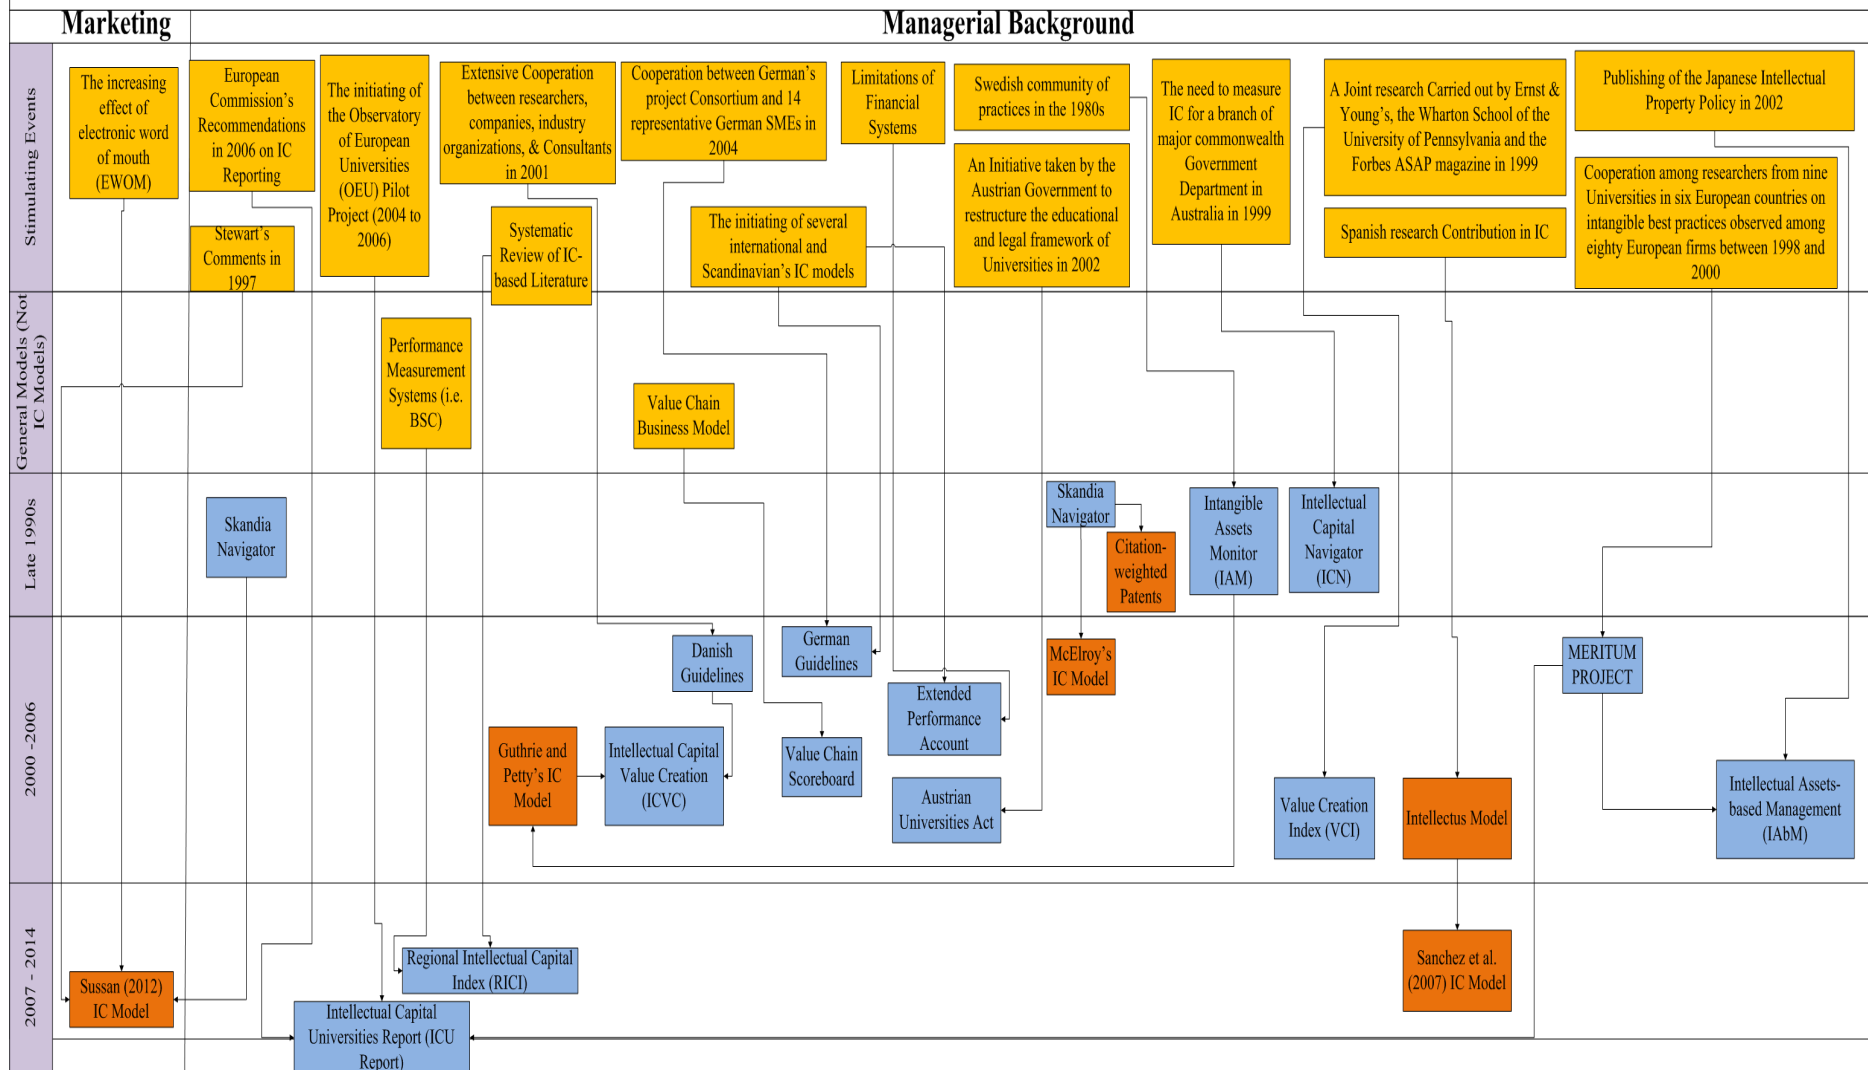 Marketing
Managerial Background
Stimulating Events
The increasing
effect of
electronic word
of mouth
(EWOM)
European
Commission's
Recommendations
in 2006 on IC
Reporting
Stewart's
Comments in
1997
The initiating of
the Observatory
of European
Universities
(OEU) Pilot
Project (2004 to
2006)
Extensive Cooperation
between researchers,
companies, industry
organizations, & Consultants
in 2001
Systematic
Review of IC-
based Literature
Cooperation between German's
project Consortium and 14
representative German SMEs in
2004
The initiating of several
international and
Scandinavian's IC models
Limitations of
Financial
Systems
Swedish community of
practices in the 1980s
An Initiative taken by the
Austrian Government to
restructure the educational
and legal framework of
Universities in 2002
The need to measure
IC for a branch of
major commonwealth
Government
Department in
Australia in 1999
A Joint research Carried out by Ernst &
Young's, the Wharton School of the
University of Pennsylvania and the
Forbes ASAP magazine in 1999
Spanish research Contribution in IC
Publishing of the Japanese Intellectual
Property Policy in 2002
Cooperation among researchers from nine
Universities in six European countries on
intangible best practices observed among
eighty European firms between 1998 and
2000
General Models (Not
IC Models)
Performance
Measurement
Systems (i.e.
BSC)
Value Chain
Business Model
Late 1990s
Skandia
Navigator
Skandia
Navigator
Citation-
weighted
Patents
Intangible
Assets
Monitor
(IAM)
Intellectual
Capital
Navigator
(ICN)
2000 -2006
Danish
Guidelines
German
Guidelines
McElroy's
IC Model
MERITUM
PROJECT
Extended
Performance
Account
Guthrie and
Petty's IC
Model
Intellectual Capital
Value Creation
(ICVC)
Value Chain
Scoreboard
Austrian
Universities Act
Value Creation
Index (VCI)
Intellectus Model
Intellectual Assets-
based Management
(IAbM)
2007 - 2014
Sussan (2012)
IC Model
Regional Intellectual Capital
Index (RICI)
Intellectual Capital
Universities Report (ICU
Report)
Sanchez et al.
(2007) IC Model